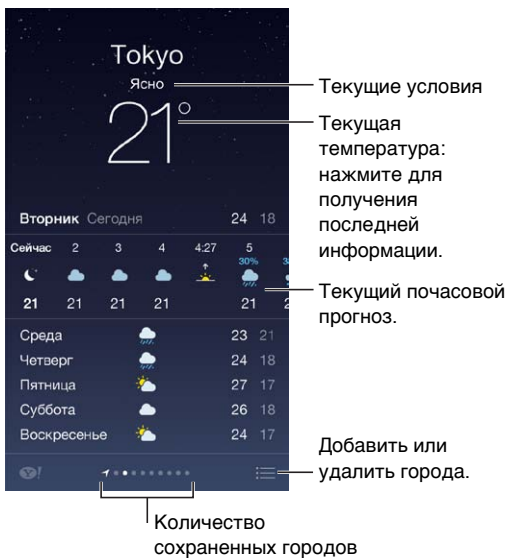 Tokyo
Ясно
21°
Вторник Сегодня 24 18
Сейчас 2 3 4 4:27 5
30%
21 21 21 21 21
Среда 23 21
Четверг 24 18
Пятница 27 17
Суббота 26 18
Воскресенье 24 17
Y!
Текущие условия
Текущая
температура:
нажмите для
получения
последней
информации.
Текущий почасовой
прогноз.
Добавить или
удалить города.
Количество
сохраненных городов